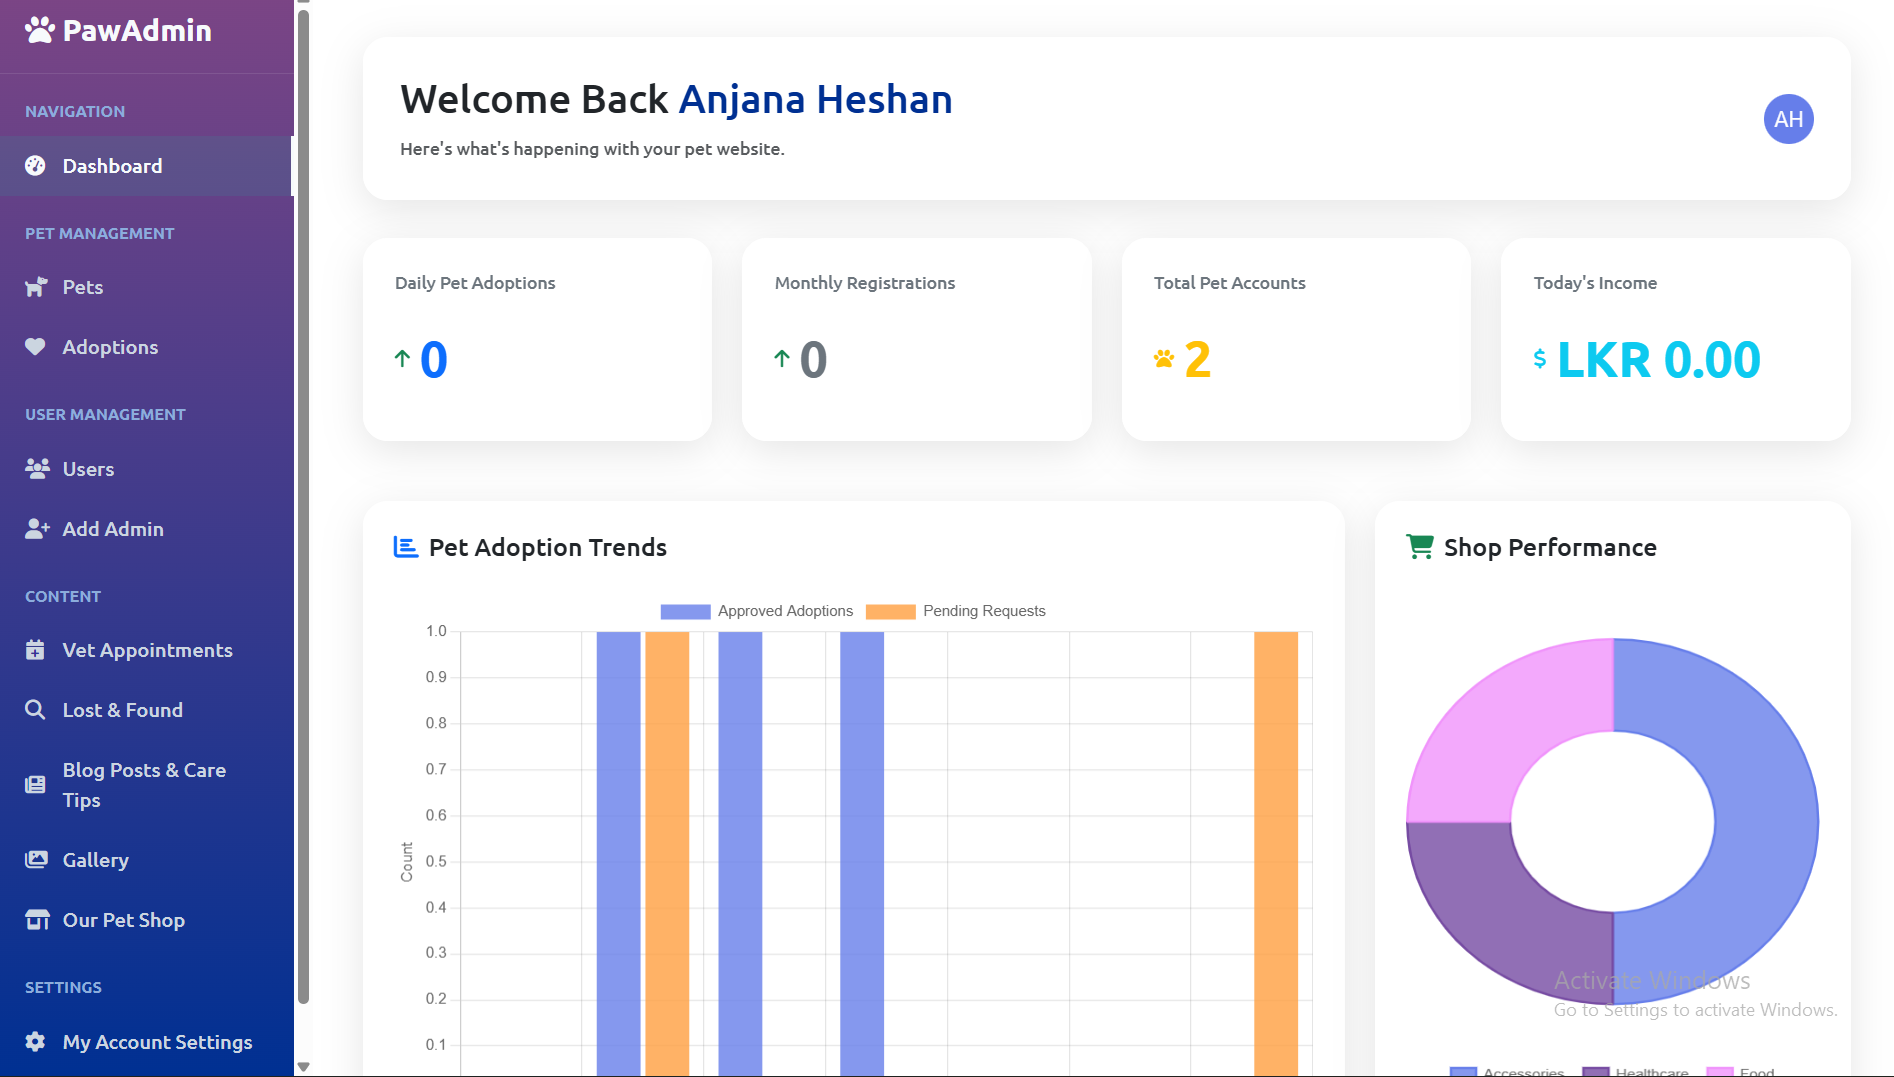 PawAdmin
NAVIGATION
Dashboard
PET MANAGEMENT
Pets
Adoptions
USER MANAGEMENT
Users
Add Admin
CONTENT
Vet Appointments
Lost & Found
Blog Posts & Care
Tips
Gallery
Our Pet Shop
SETTINGS
My Account Settings
Welcome Back Anjana Heshan
Here's what's happening with your pet website.
AH
Daily Pet Adoptions
0
Monthly Registrations
0
Total Pet Accounts
2
Today's Income
$ LKR 0.00
Pet Adoption Trends
Approved Adoptions Pending Requests
1.0
0.9
0.8
0.7
0.6
0.5
0.4
0.3
0.2
0.1
Count
Shop Performance
Activate Windows
Go to Settings to activate Windows.
Accessories Healthcare Food